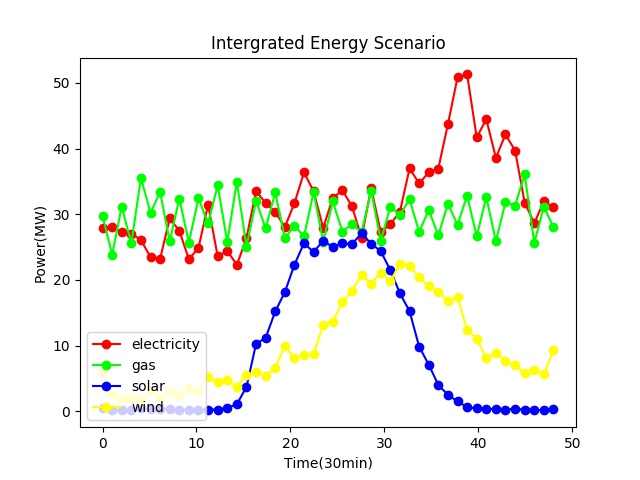 Intergrated Energy Scenario
Power(MW)
50
40
30
20
10
0
electricity
gas
solar
wind
0 10 20 30 40 50
Time(30min)